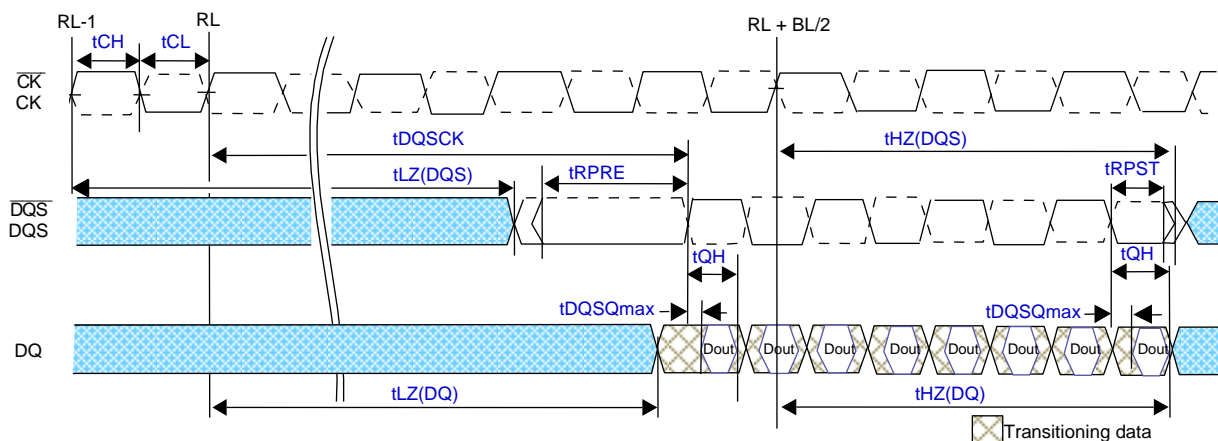 RL-1
RL
RL + BL/2
tCH
tCL
CK
CK
tDQSCK
tHZ(DQS)
tLZ(DQS)
tRPRE
tRPST
DQS
DQS
tQH
tQH
tDQSQmax
tDQSQmax
DQ
Dout
Dout
Dout
Dout
Dout
Dout
Dout
Dout
tLZ(DQ)
tHZ(DQ)
Transitioning data